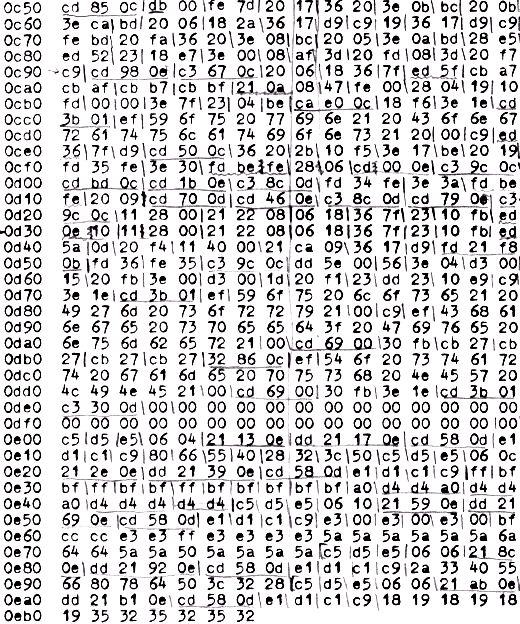 0c50 cd 85 0c|db 00|fe 7d|20 17|36 20|3e 0b|bc 20 0b
0c60 3e ca|bd|20 06|18 2a|36 17|d9|c9|19|36 17|d9|c9
0c70 fe bd|20 fa|36 20|3e 08|bc|20 05|3e 0a|bd|28 e5
0c80 ed 52|23|18 e7|3e 00|08|af|3d|20 fd|08|3d|20 f7
0c90 c9|cd 98 0e|c3 67 0c|20 06|18 36|7f|ed 5f|cb a7
0ca0 cb af|cb b7|cb bf|21 0a|08|47|fe 00|28 04|19|10
0cb0 fd|00|00|3e 7f|23|04|be|ca e0 0c|18 f6|3e 1e|cd
0cc0 3b 01|ef|59 6f 75 20 77 69 6e 21 20 43 6f 6e 67
0cd0 72 61 74 75 6c 61 74 69 6f 6e 73 21 20|00|c9|ed
0ce0 36|7f|d9|cd 50 0c|36 20|2b|10 f5|3e 17|be|20 19|
0cf0 fd 35 fe|3e 30|fd be|fe|28|06|cd|00 0e|c3 9c 0c
0d00 cd bd 0c|cd 1b 0e|c3 8c 0d|fd 34 fe|3e 3a|fd be
0d10 fe|20 09|cd 70 0d|cd 46 0e|c3 8c 0d|cd 79 0e|c3
0d20 9c 0c|11 28 00|21 22 08|06 18|36 7f|23|10 fb|ed
0d30 0e 10|11|28 00|21 22 08|06 18|36 7f|23|10 fb|ed
0d40 5a|0d|20 f4|11 40 00|21 ca 09|36 17|d9|fd 21 f8
0d50 0b|fd 36 fe 35|c3 9c 0c|dd 5e 00|56|3e 04|d3 00
0d60 15|20 fb|3e 00|d3 00|1d|20 f1|23|dd 23|10 e9|c9
0d70 3e 1e|cd 3b 01|ef|59 6f 75 20 6c 6f 73 65 21 20
0d80 49 27 6d 20 73 6f 72 72 79 21 00|c9|ef|43 68 61
0d90 6e 67 65 20 73 70 65 65 64 3f 20 47 69 76 65 20
0da0 6e 75 6d 62 65 72 21 00|cd 69 00|30 fb|cb 27|cb
0db0 27|cb 27|cb 27|32 86 0c|ef|54 6f 20 73 74 61 72
0dc0 74 20 67 61 6d 65 20 70 75 73 68 20 4e 45 57 20
0dd0 4c 49 4e 45 21|00|cd 69 00|30 fb|3e 1e|cd 3b 01
0de0 c3 30 0d|00|00 00 00 00 00 00 00 00 00 00 00 00
0df0 00 00 00 00 00 00 00 00 00 00 00 00 00 00 00 00
0e00 c5|d5|e5|06 04|21 13 0e|dd 21 17 0e|cd 58 0d|e1
0e10 d1|c1|c9|80|66|55|40|28|32|3c|50|c5|d5|e5|06 0c
0e20 21 2e 0e|dd 21 39 0e|cd 58 0d|e1|d1|c1|c9|ff|bf
0e30 bf|ff|bf|bf|ff|bf|bf|bf|bf|a0|d4 d4 a0|d4 d4
0e40 a0|d4 d4 d4|d4 d4|c5|d5|e5|06 10|21 59 0e|dd 21
0e50 69 0e|cd 58 0d|e1|d1|c1|c9|e3|00|e3|00|e3|00|bf
0e60 cc cc e3 e3 ff e3 e3 e3 e3 5a 5a 5a 5a 5a 5a 6a
0e70 64 64 5a 5a 50 5a 5a 5a 5a|c5|d5|e5|06 06|21 8c
0e80 0e|dd 21 92 0e|cd 58 0d|e1|d1|c1|c9|2a 33 40 55
0e90 66 80 78 64 50 3c 32 28|c5|d5|e5|06 06|21 ab 0e|
0ea0 dd 21 b1 0e|cd 58 0d|e1|d1|c1|c9|18 19 18 19 18
0eb0 19 35 32 35 32 35 32